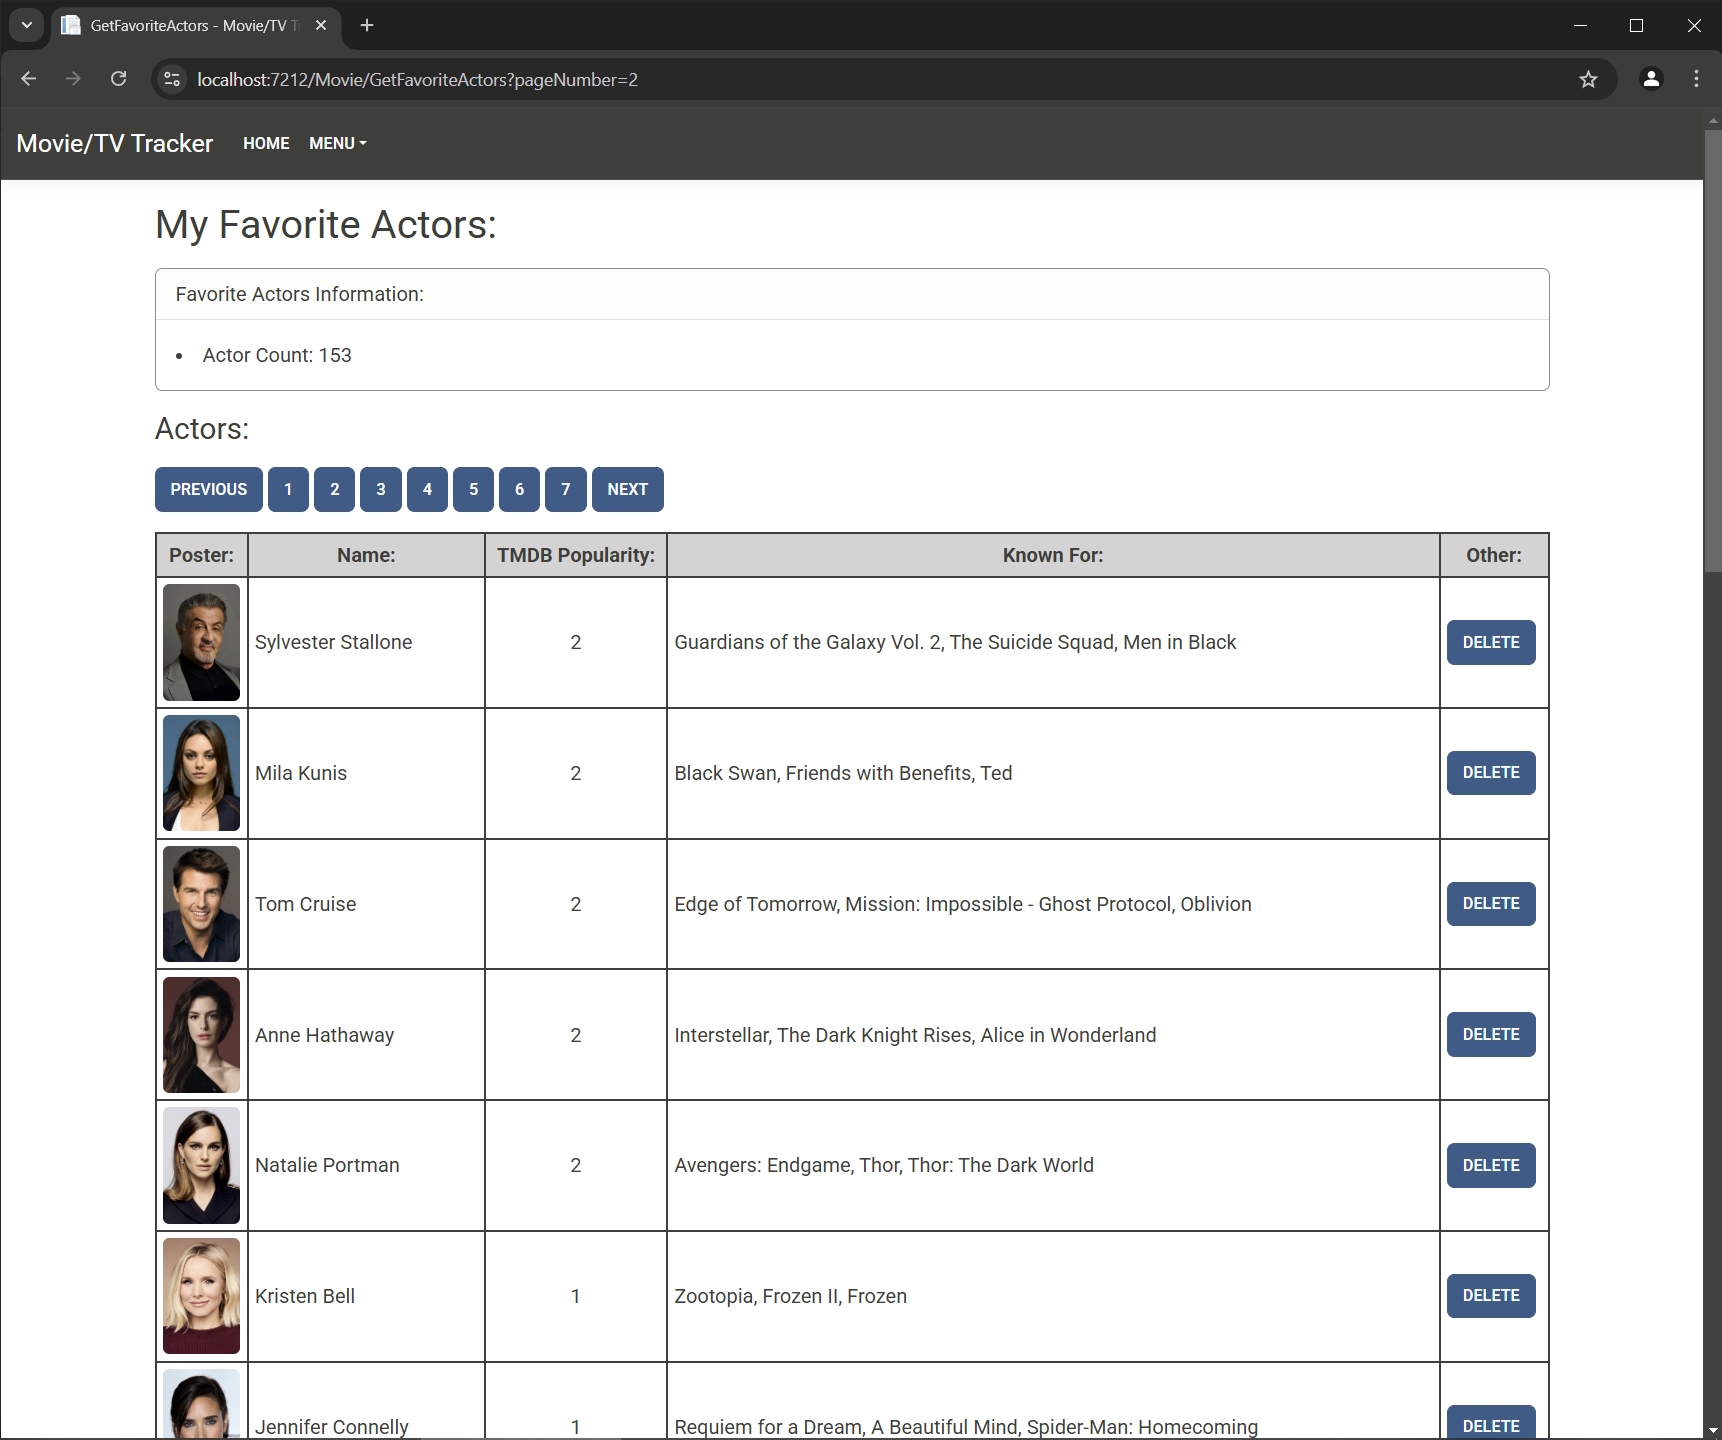 GetFavoriteActors - Movie/TV T
localhost:7212/Movie/GetFavoriteActors?pageNumber=2
Movie/TV Tracker HOME MENU
My Favorite Actors:
Favorite Actors Information:
• Actor Count: 153
Actors:
PREVIOUS 1 2 3 4 5 6 7 NEXT
Poster: Name: TMDB Popularity: Known For: Other:
Sylvester Stallone 2 Guardians of the Galaxy Vol. 2, The Suicide Squad, Men in Black DELETE
Mila Kunis 2 Black Swan, Friends with Benefits, Ted DELETE
Tom Cruise 2 Edge of Tomorrow, Mission: Impossible - Ghost Protocol, Oblivion DELETE
Anne Hathaway 2 Interstellar, The Dark Knight Rises, Alice in Wonderland DELETE
Natalie Portman 2 Avengers: Endgame, Thor, Thor: The Dark World DELETE
Kristen Bell 1 Zootopia, Frozen II, Frozen DELETE
Jennifer Connelly 1 Requiem for a Dream, A Beautiful Mind, Spider-Man: Homecoming DELETE